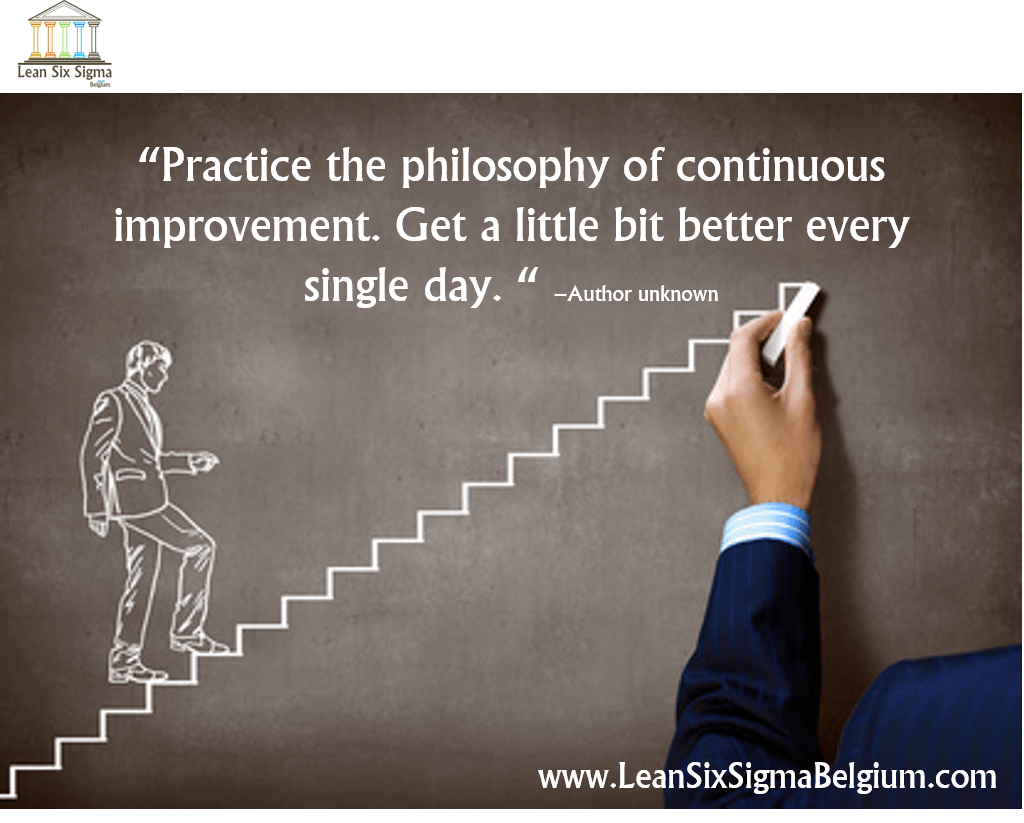 Lean Six Sigma
Belgium
“Practice the philosophy of continuous
improvement. Get a little bit better every
single day. “ –Author unknown
www.LeanSixSigmaBelgium.com